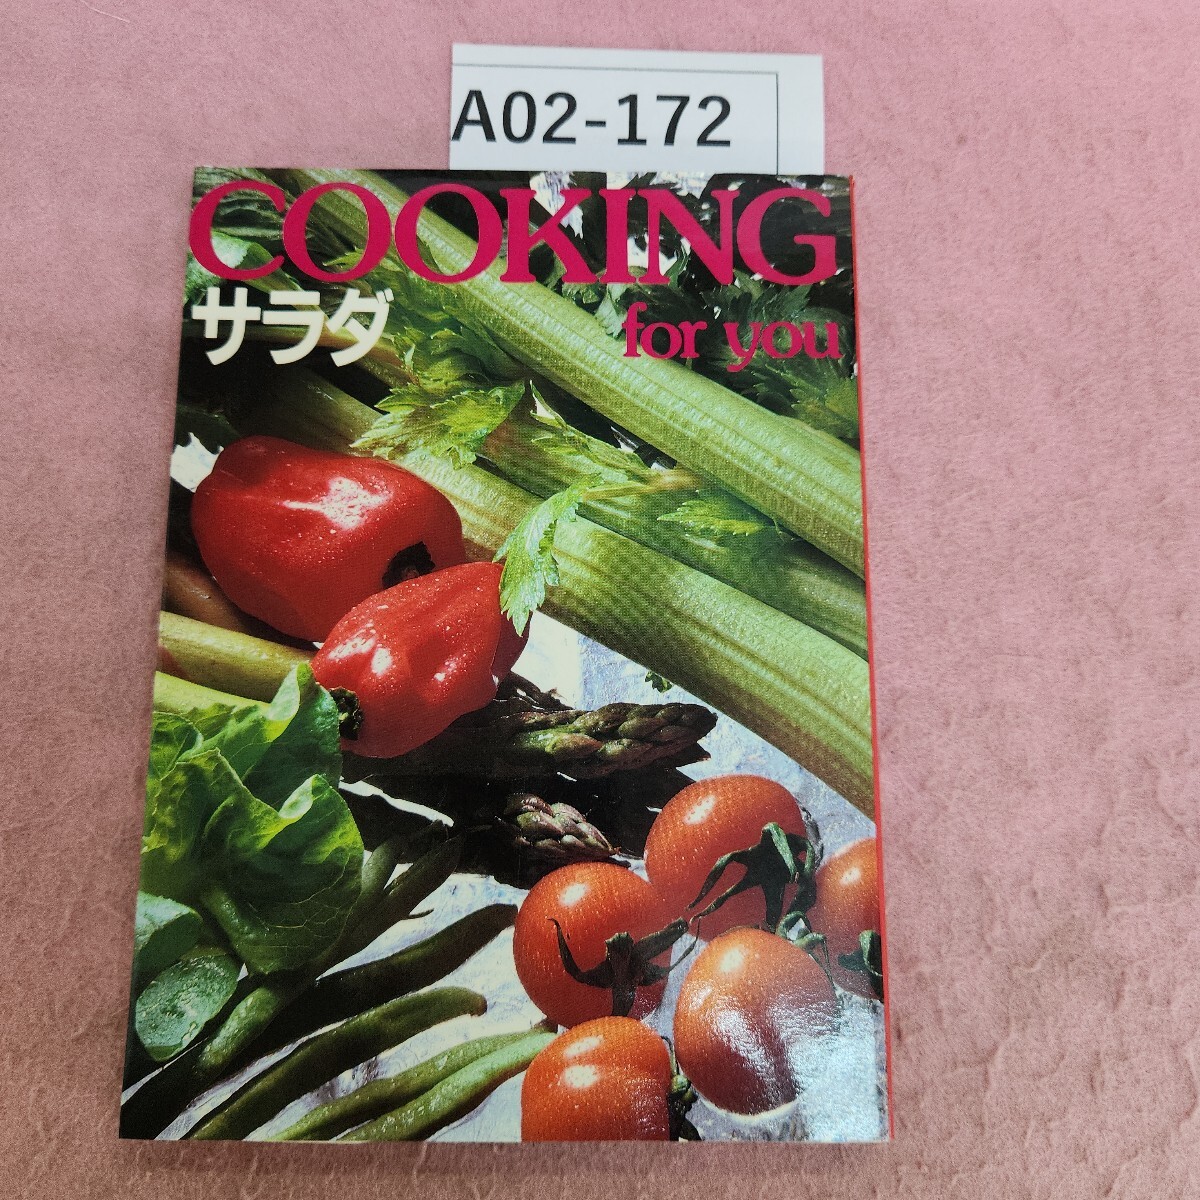 A02-172
COOKING
サラダ
for you